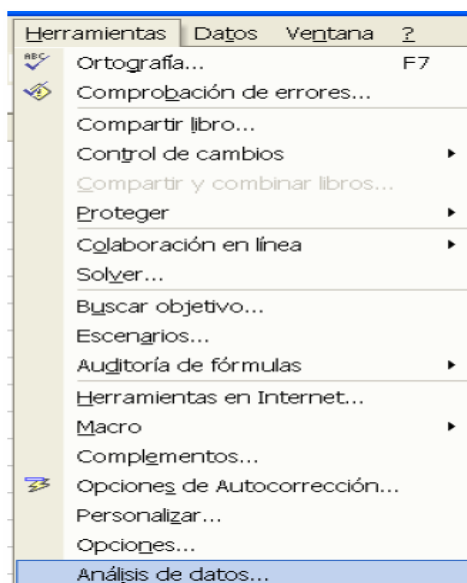 Herramientas Datos Ventana ?
ABC Ortografía... F7
Comprobación de errores...
Compartir libro...
Control de cambios
Compartir y combinar libros...
Proteger
Colaboración en línea
Solver...
Buscar objetivo...
Escenarios...
Auditoría de fórmulas
Herramientas en Internet...
Macro
Complementos...
Opciones de Autocorrección...
Personalizar...
Opciones...
Análisis de datos...